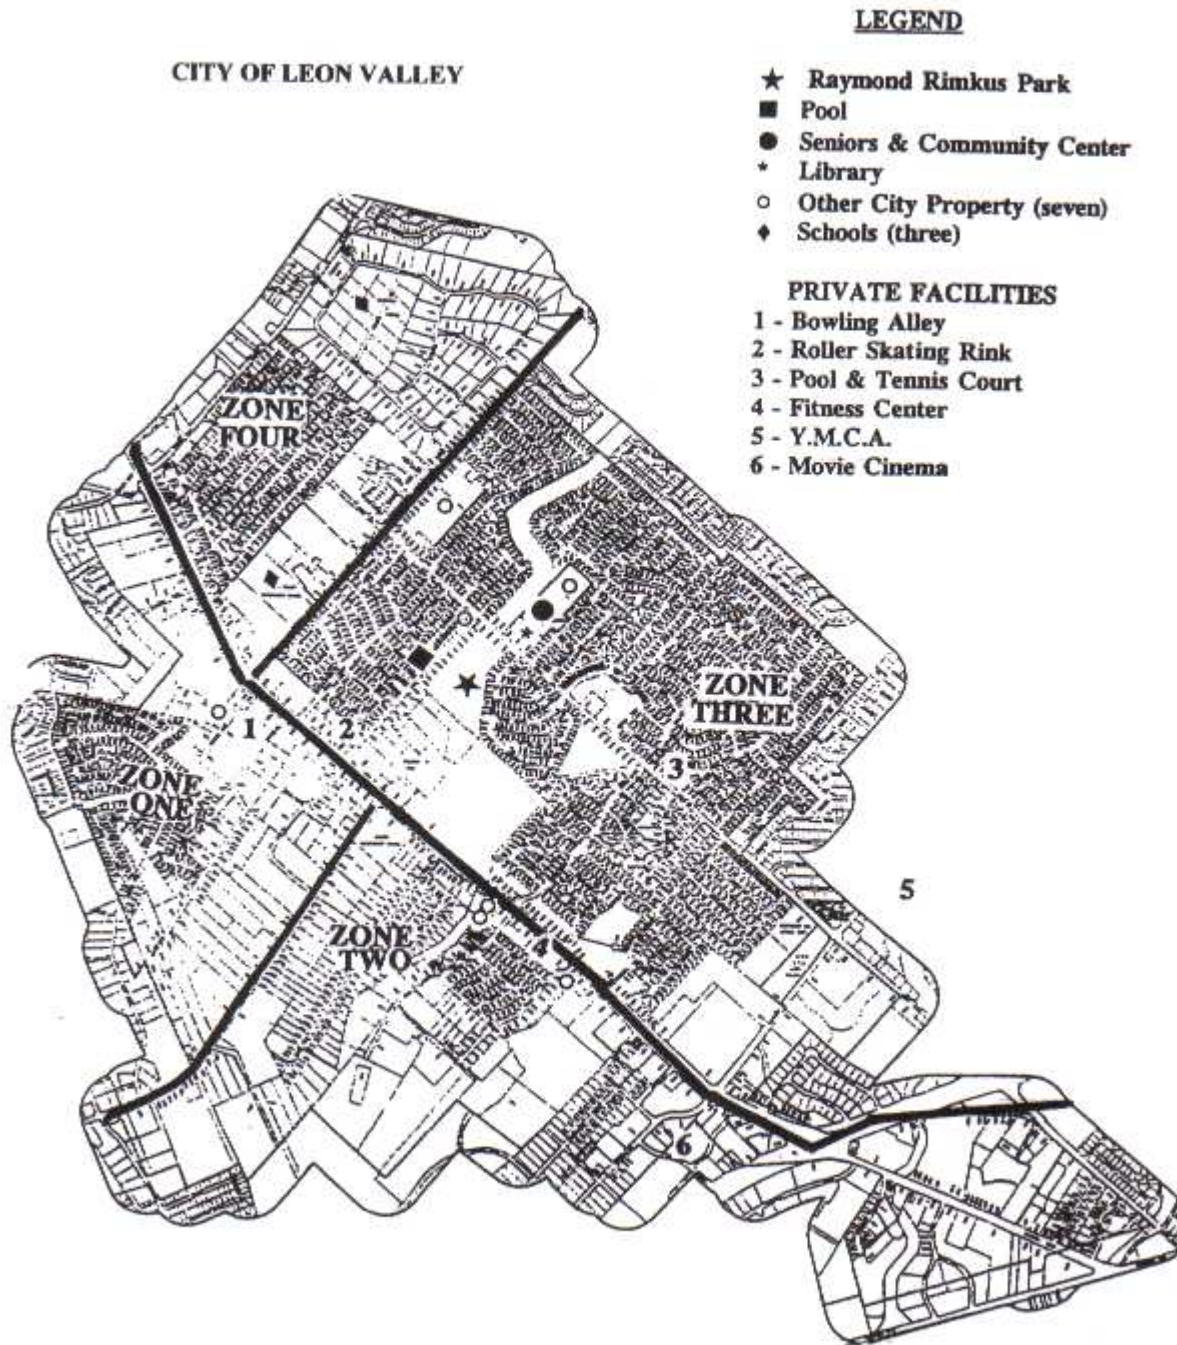 LEGEND
CITY OF LEON VALLEY
Raymond Rimkus Park
Pool
Seniors & Community Center
Library
Other City Property (seven)
Schools (three)
PRIVATE FACILITIES
1 - Bowling Alley
2 - Roller Skating Rink
3 - Pool & Tennis Court
4 - Fitness Center
5 - Y.M.C.A.
6 - Movie Cinema
ZONE
FOUR
ZONE
THREE
1
2
3
ZONE
ONE
5
ZONE
TWO
4
6